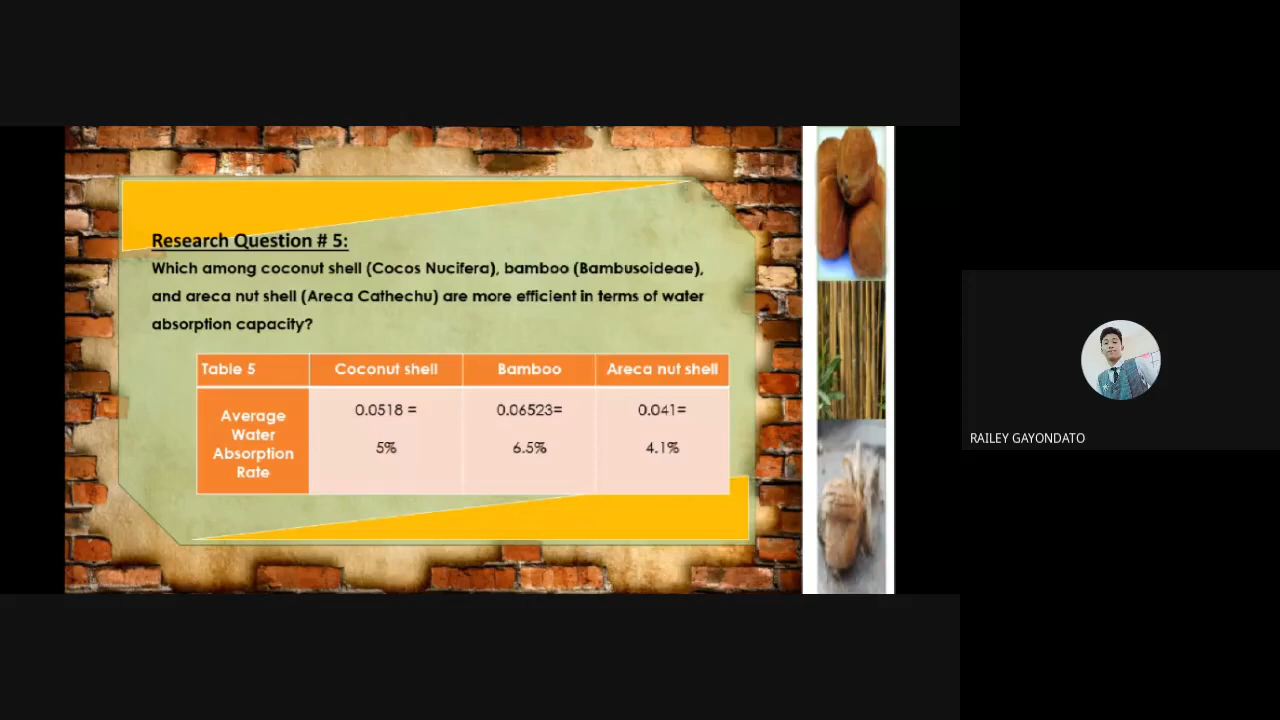 Research Question # 5:
Which among coconut shell (Cocos Nucifera), bamboo (Bambusoideae),
and areca nut shell (Areca Cathechu) are more efficient in terms of water
absorption capacity?
Table 5 Coconut shell Bamboo Areca nut shell
Average
Water
Absorption
Rate
0.0518 = 0.06523= 0.041=
5% 6.5% 4.1%
RAILEY GAYONDATO